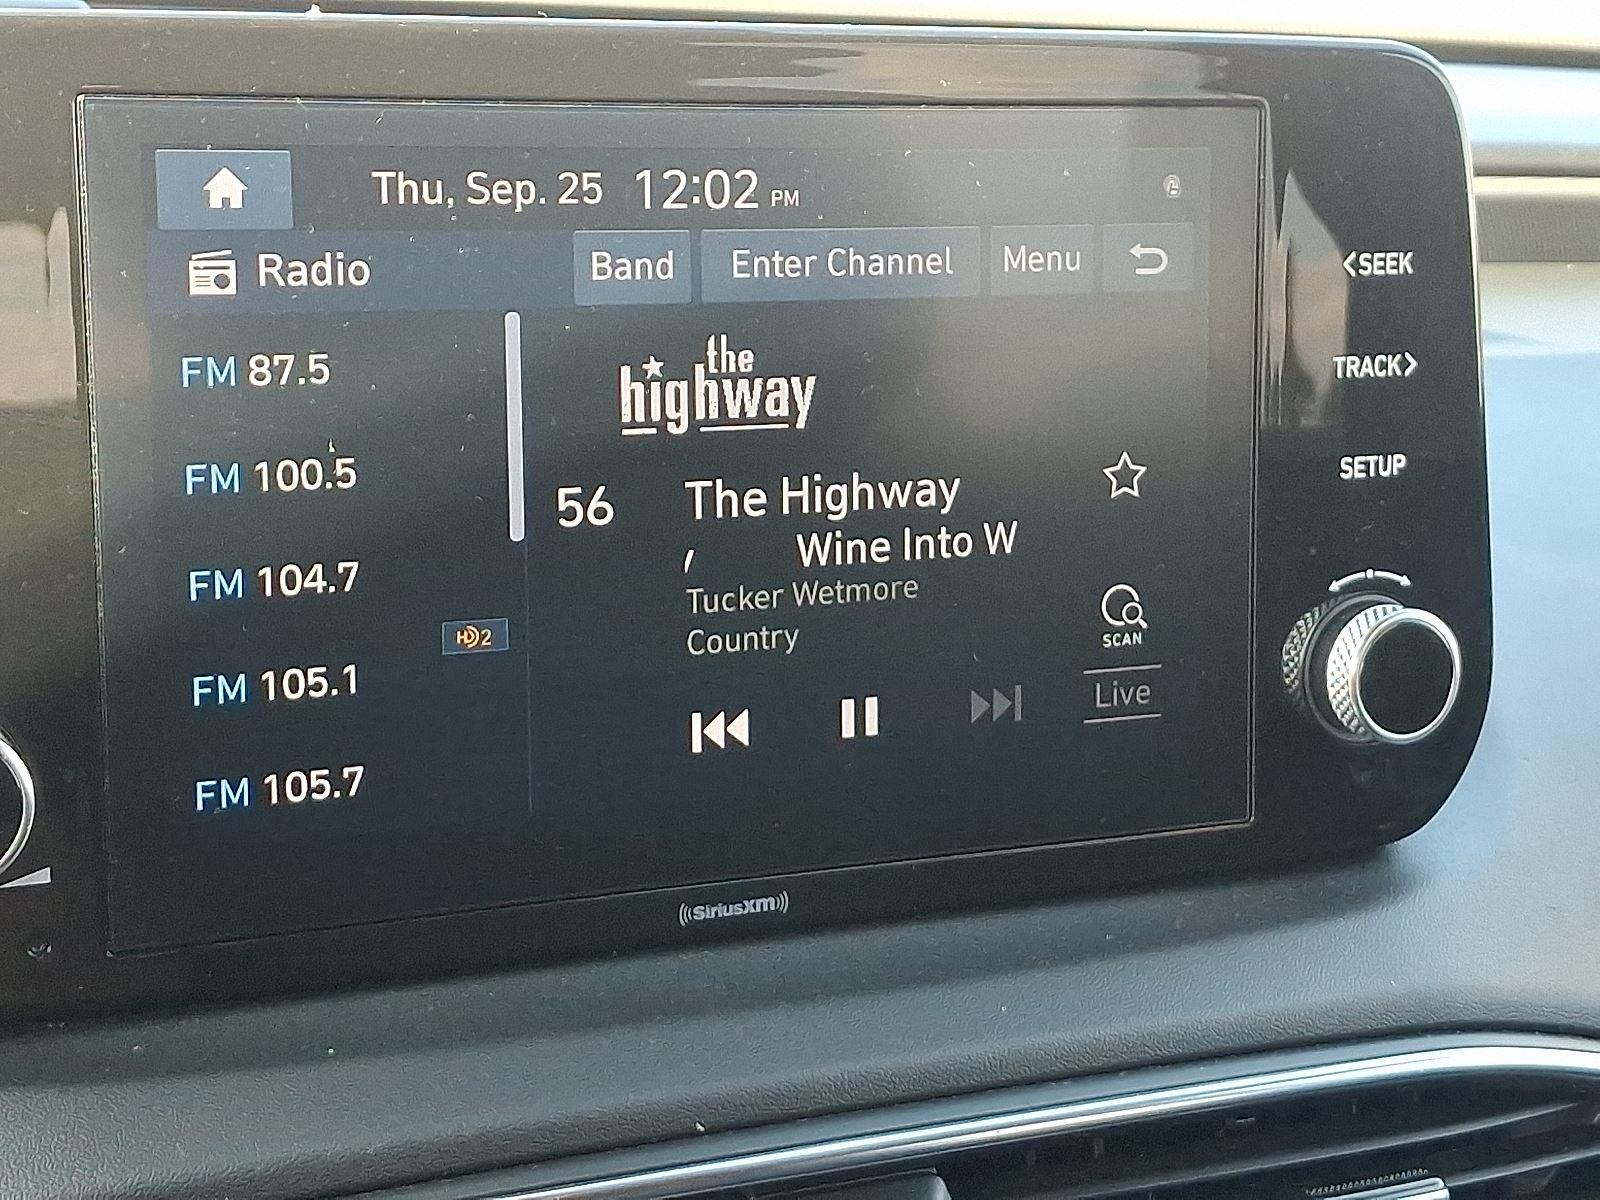 Thu, Sep. 25 12:02 PM
Radio Band Enter Channel Menu
FM 87.5
FM 100.5
FM 104.7
HD 2
FM 105.1
FM 105.7
the
highway
56 The Highway
, Wine Into W
Tucker Wetmore
Country
SCAN
Live
((SiriusXm))
<SEEK
TRACK>
SETUP